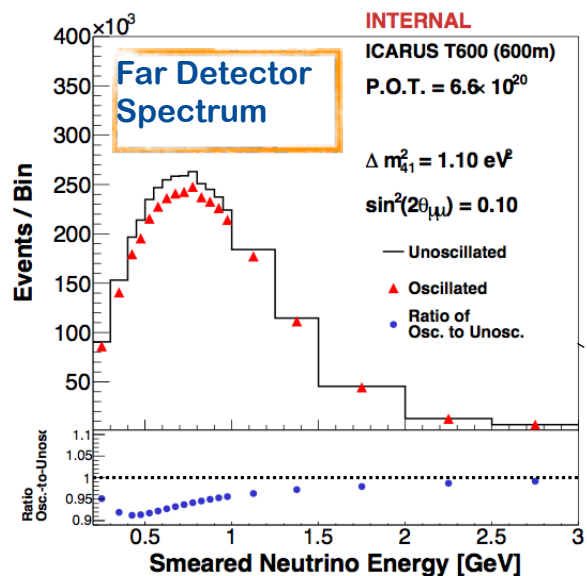 INTERNAL
×10³
Far Detector
Spectrum
ICARUS T600 (600m)
P.O.T. = 6.6× 10²⁰
Δ m²₄₁ = 1.10 eV²
sin²(2θ_μμ) = 0.10
Unoscillated
Oscillated
Ratio of
Osc. to Unosc.
Events / Bin
400
350
300
250
200
150
100
50
Ratio
Osc.-to-Unosc
1.1
1.05
1
0.95
0.9
0.5 1 1.5 2 2.5 3
Smeared Neutrino Energy [GeV]